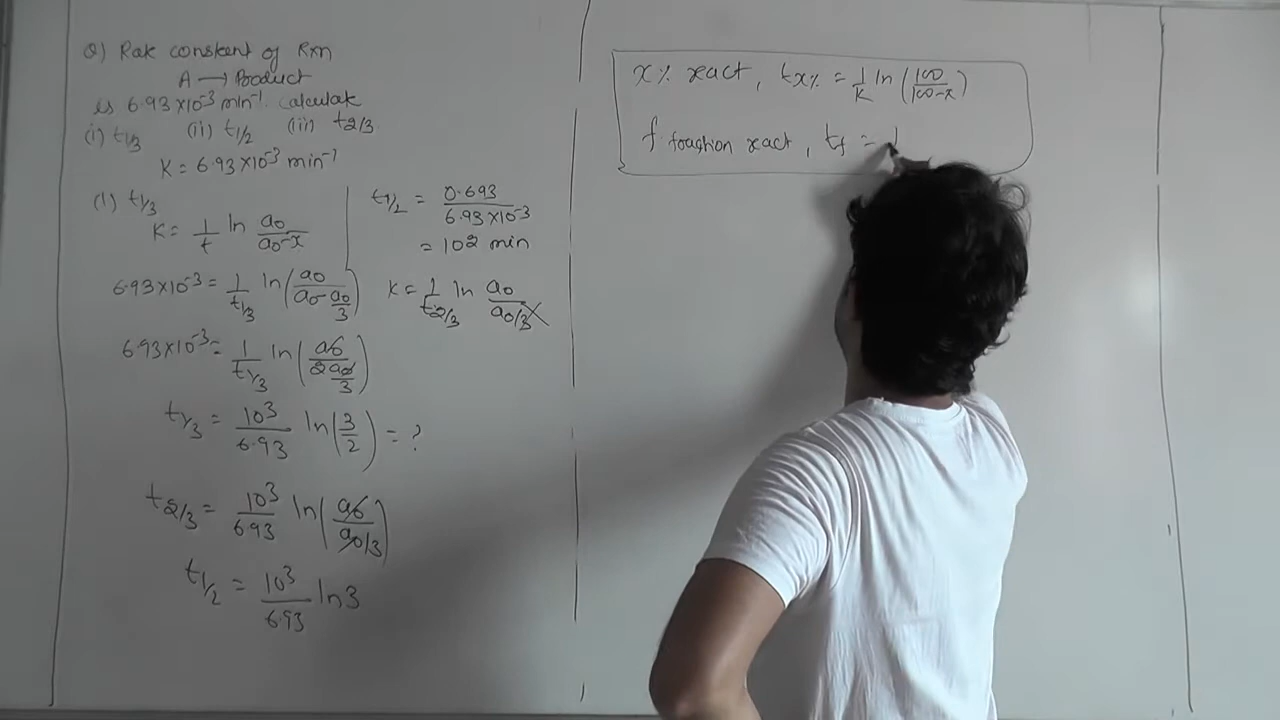 Q) Rate constant of Rxn
A → Product
is 6.93×10⁻³ min⁻¹. Calculate
(i) t1/3 (ii) t1/2 (iii) t2/3
K = 6.93×10⁻³ min⁻¹
(1) t1/3
K = 1/t ln a0/(a0-x)
6.93×10⁻³ = 1/t1/3 ln(a0/(a0-a0/3))
6.93×10⁻³ = 1/t1/3 ln(a0/(2a0/3))
t1/3 = 10³/6.93 ln(3/2) = ?
t2/3 = 10³/6.93 ln(a0/(a0/3))
t1/2 = 10³/6.93 ln3
t1/2 = 0.693/(6.93×10⁻³)
= 10² min
K = 1/t2/3 ln a0/(a0/3)
x% react, tx% = 1/K ln(100/(100-x))
f fraction react, tf = 1